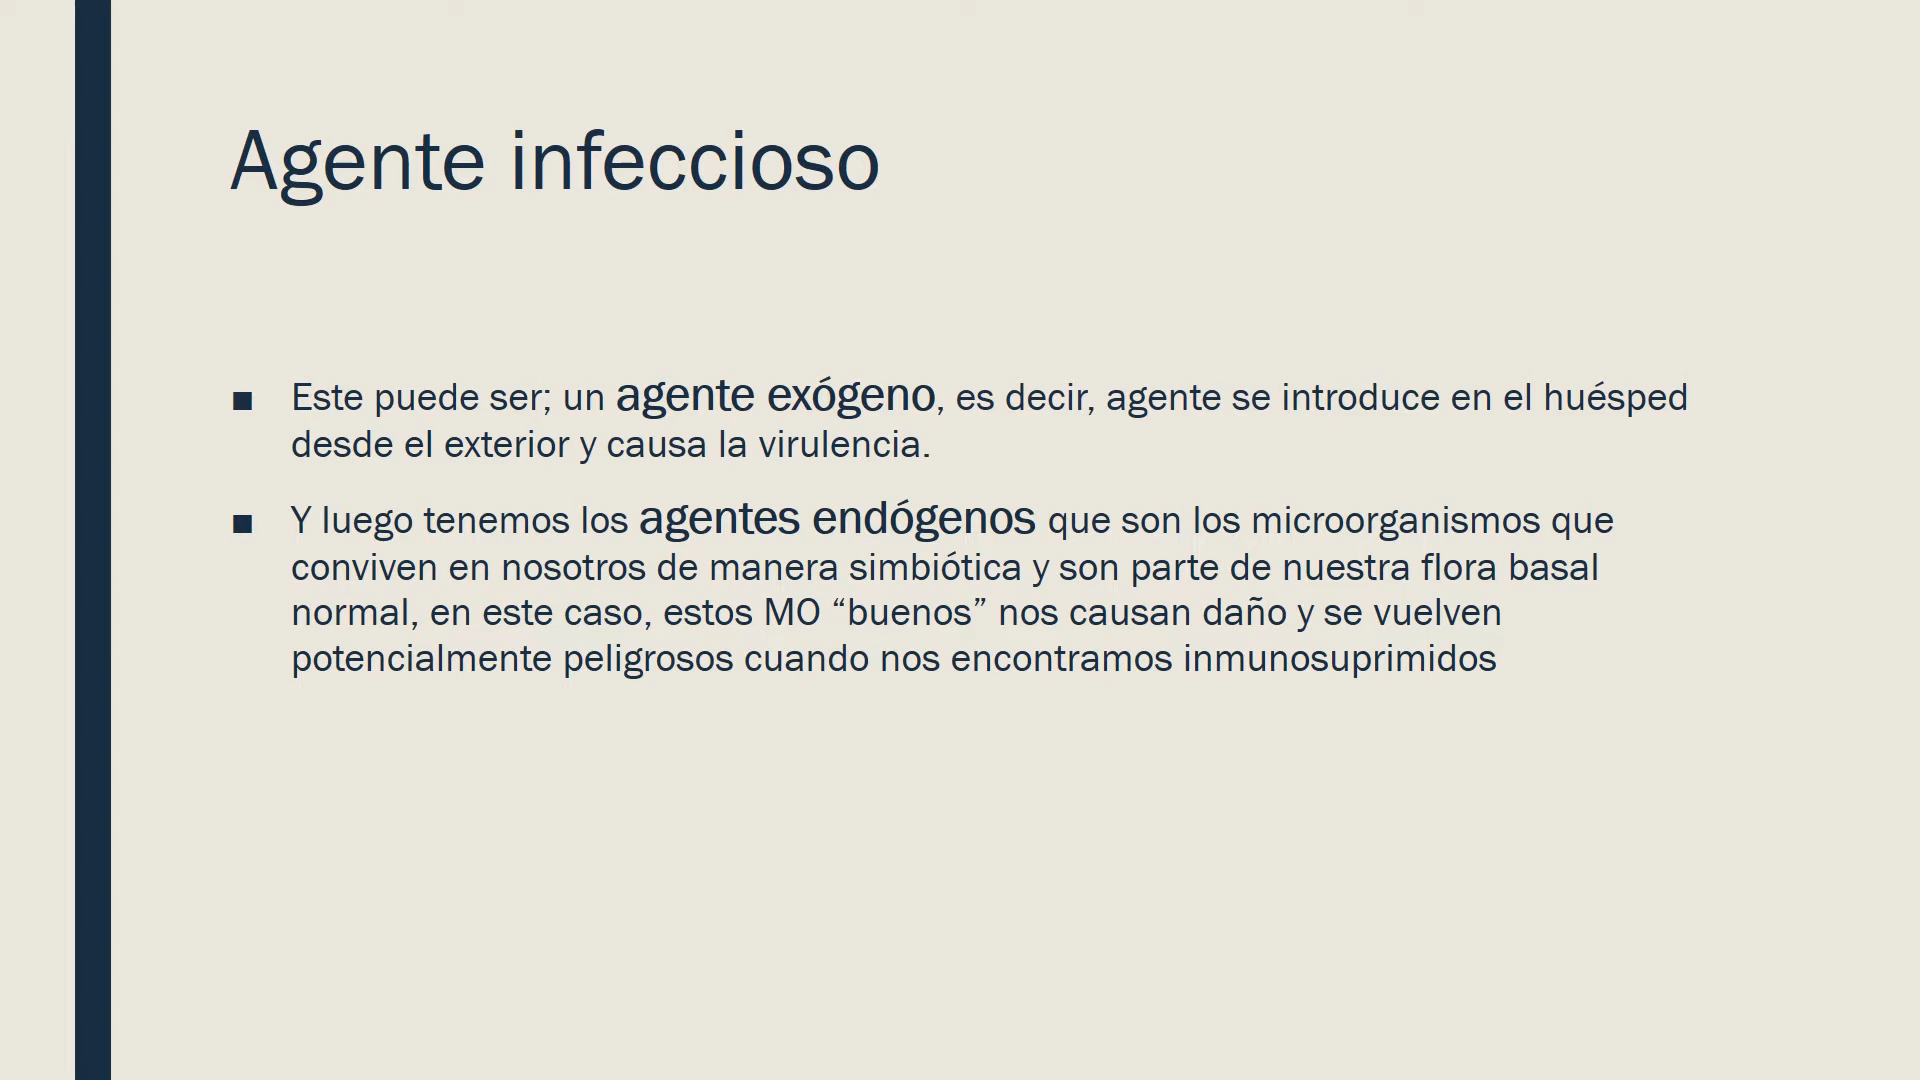 Agente infeccioso
■ Este puede ser; un agente exógeno, es decir, agente se introduce en el huésped
desde el exterior y causa la virulencia.
■ Y luego tenemos los agentes endógenos que son los microorganismos que
conviven en nosotros de manera simbiótica y son parte de nuestra flora basal
normal, en este caso, estos MO “buenos” nos causan daño y se vuelven
potencialmente peligrosos cuando nos encontramos inmunosuprimidos